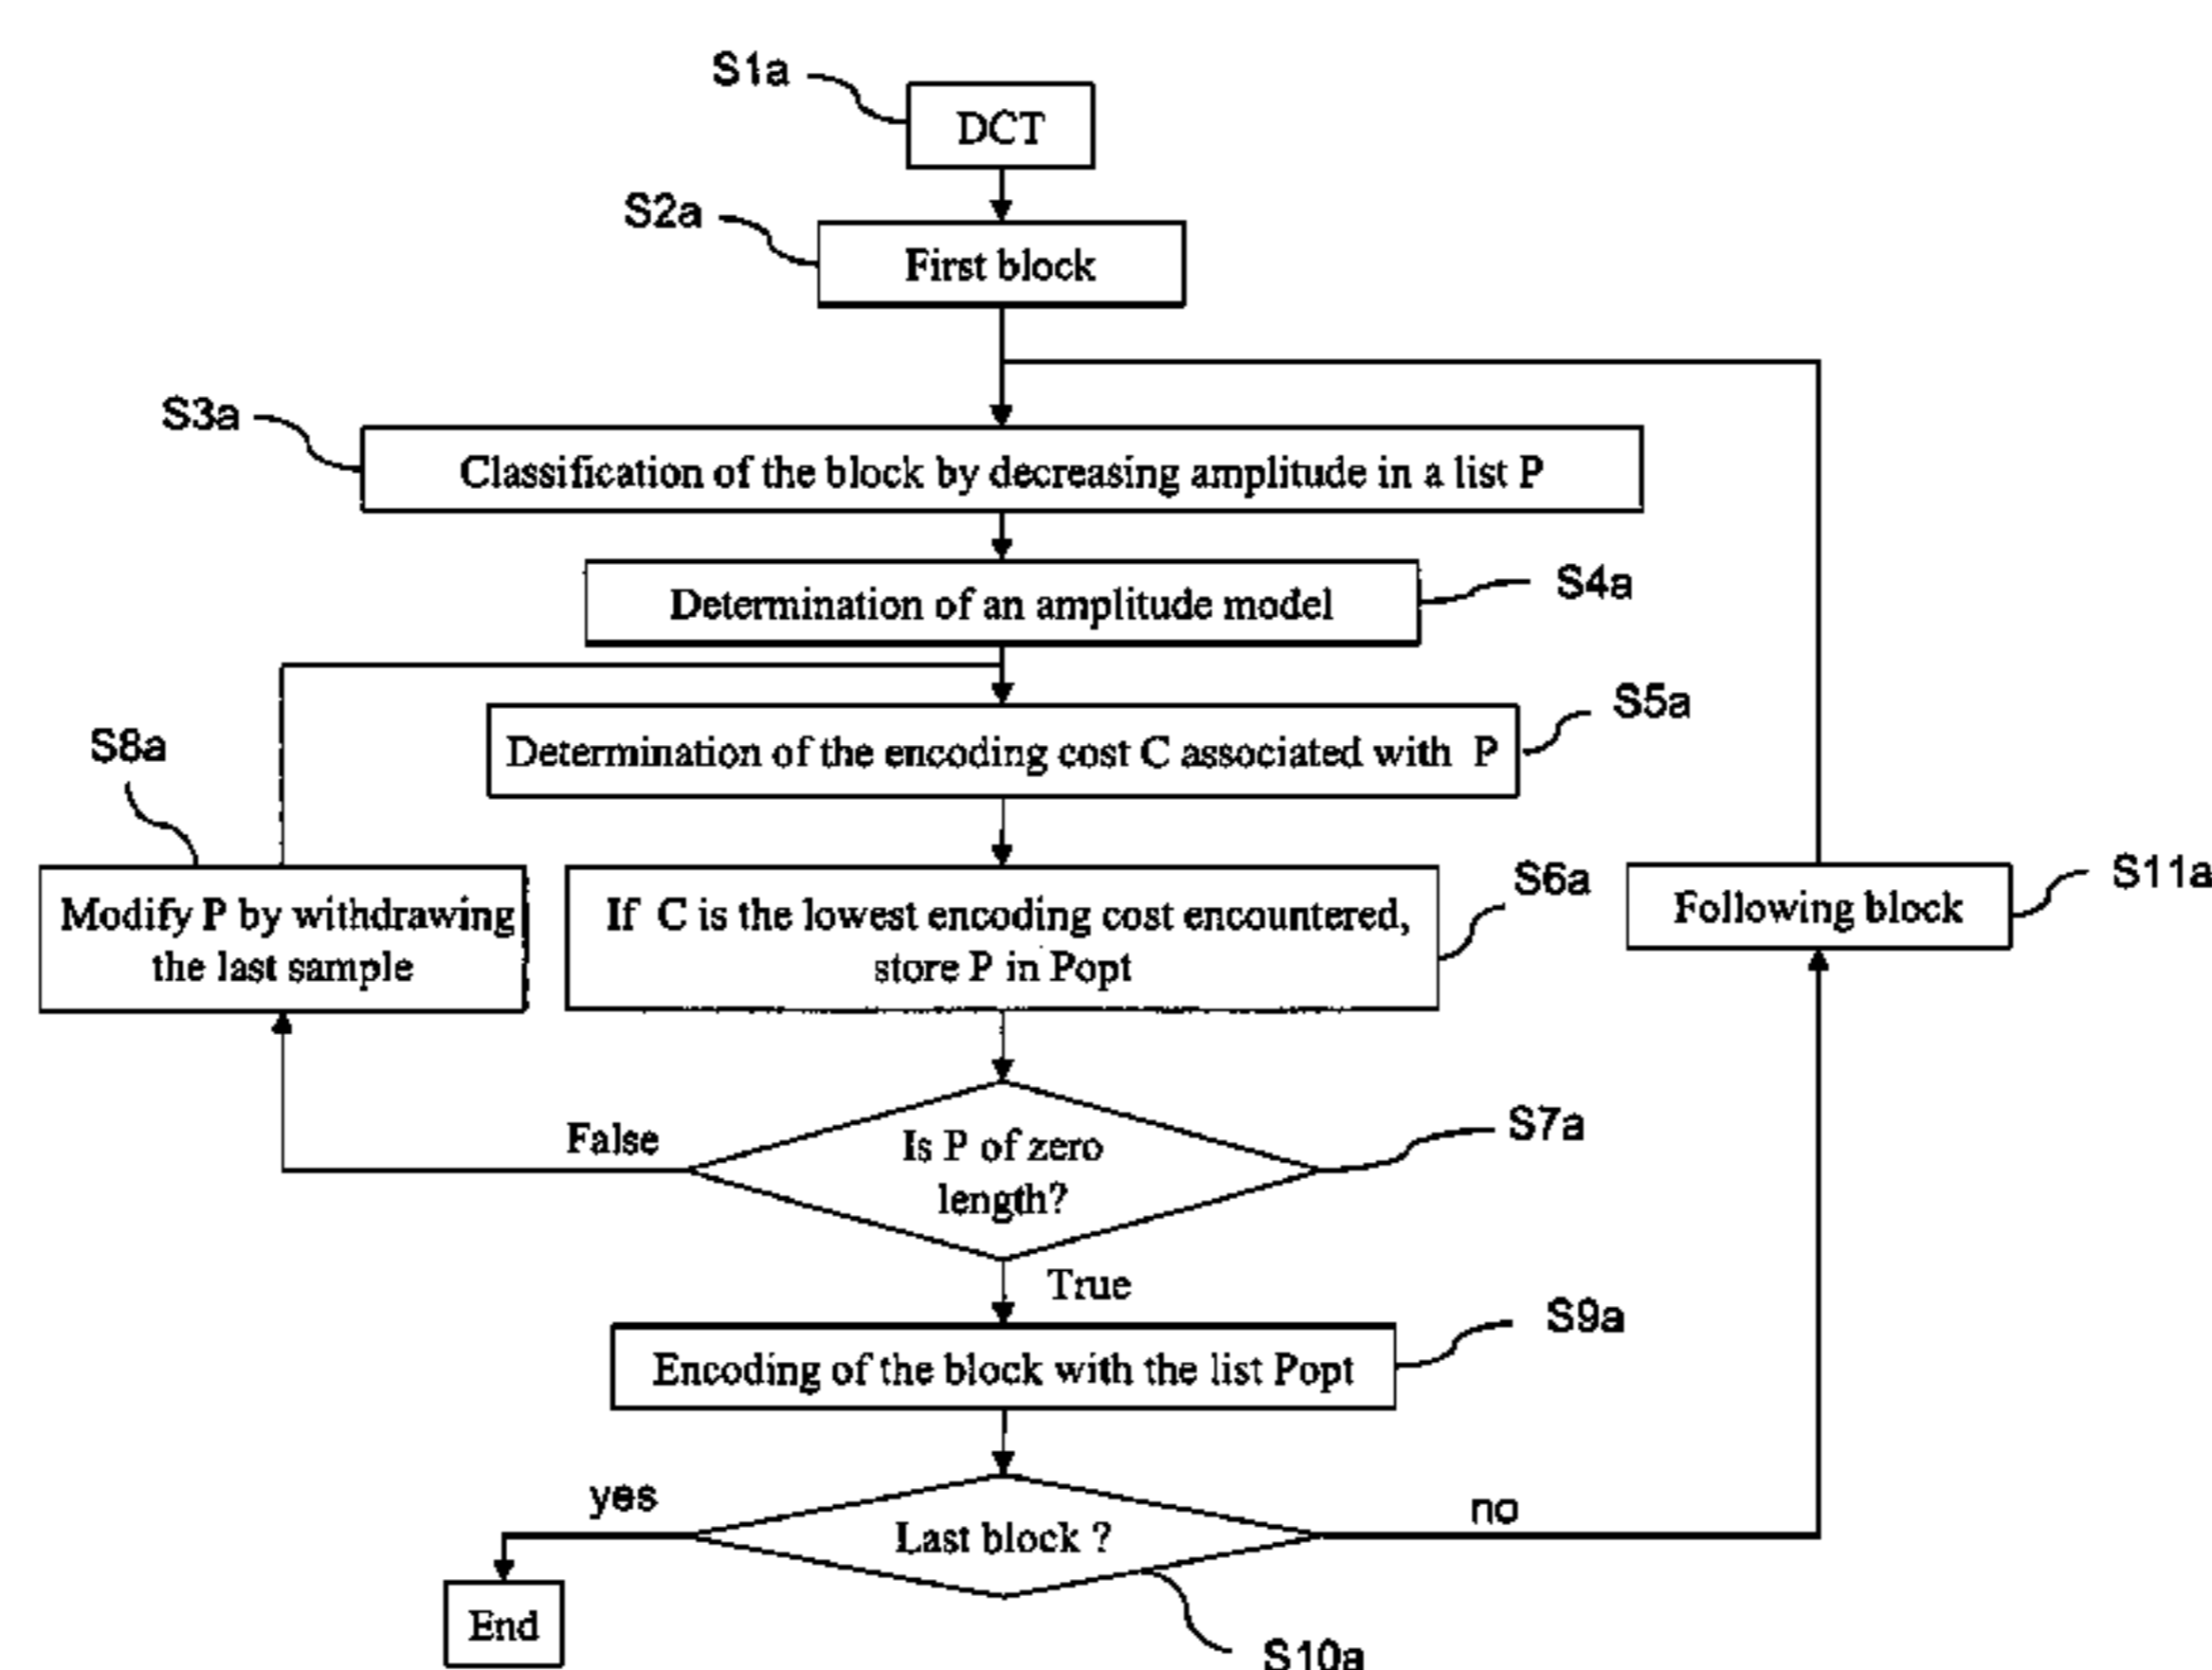 S1a
DCT
S2a
First block
S3a
Classification of the block by decreasing amplitude in a list P
Determination of an amplitude model
S4a
Determination of the encoding cost C associated with P
S5a
S8a
Modify P by withdrawing
the last sample
If C is the lowest encoding cost encountered,
store P in Popt
S6a
Following block
S11a
False
Is P of zero
length?
S7a
True
Encoding of the block with the list Popt
S9a
yes
Last block ?
no
End
S10a